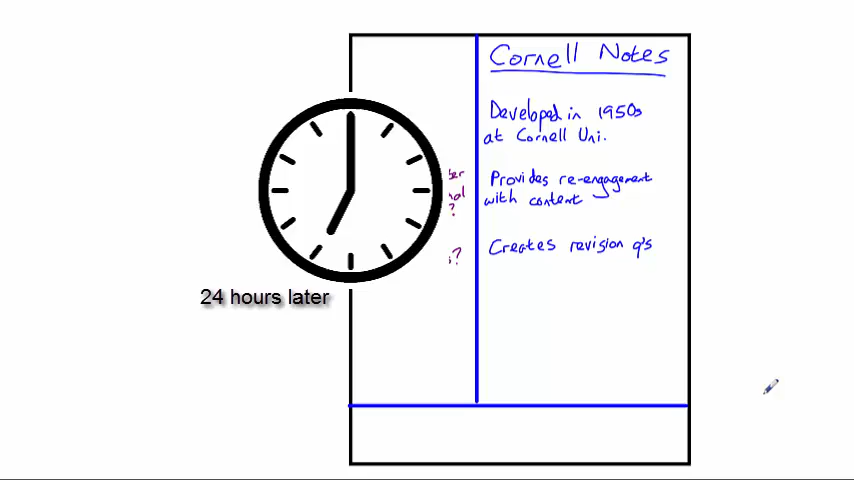 Cornell Notes
Developed in 1950s
at Cornell Uni.
Provides re-engagement
with content
?
Creates revision q's
?
24 hours later